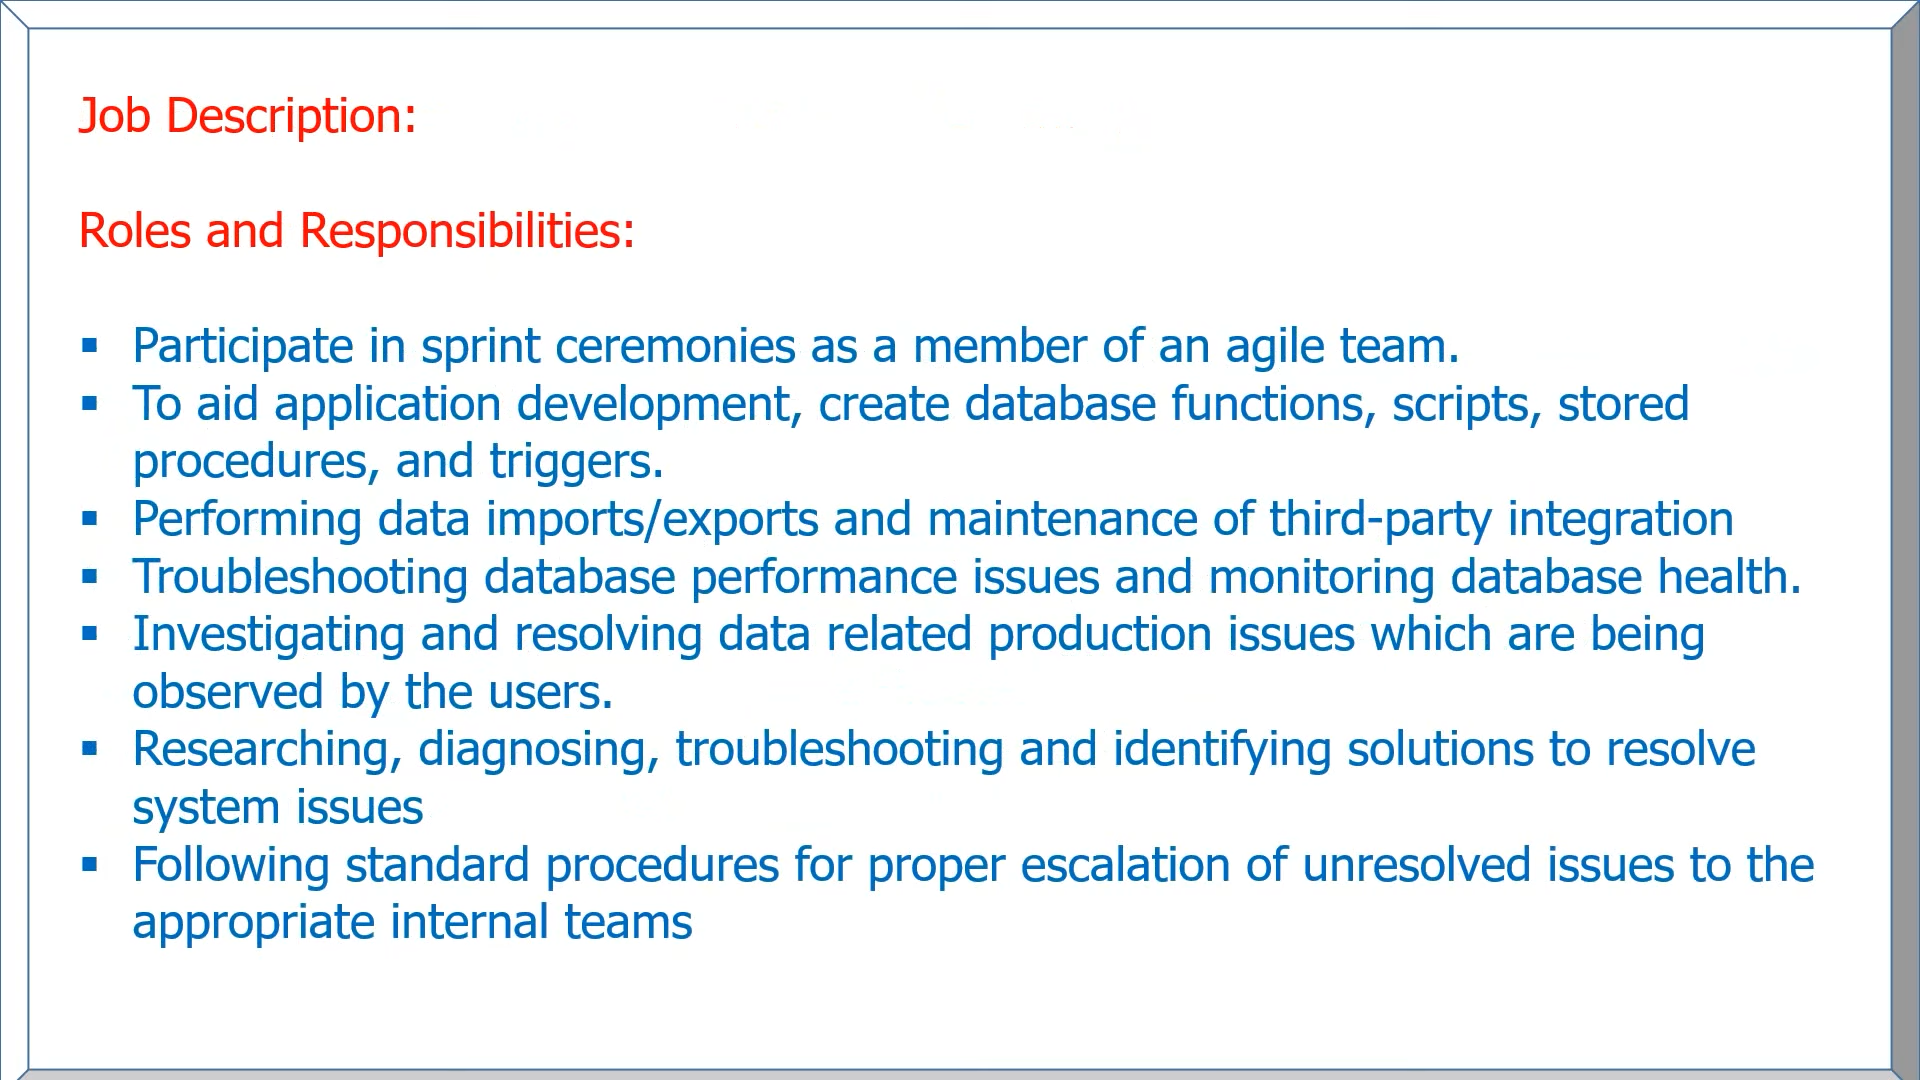 Job Description:
Roles and Responsibilities:
▪ Participate in sprint ceremonies as a member of an agile team.
▪ To aid application development, create database functions, scripts, stored
procedures, and triggers.
▪ Performing data imports/exports and maintenance of third-party integration
▪ Troubleshooting database performance issues and monitoring database health.
▪ Investigating and resolving data related production issues which are being
observed by the users.
▪ Researching, diagnosing, troubleshooting and identifying solutions to resolve
system issues
▪ Following standard procedures for proper escalation of unresolved issues to the
appropriate internal teams